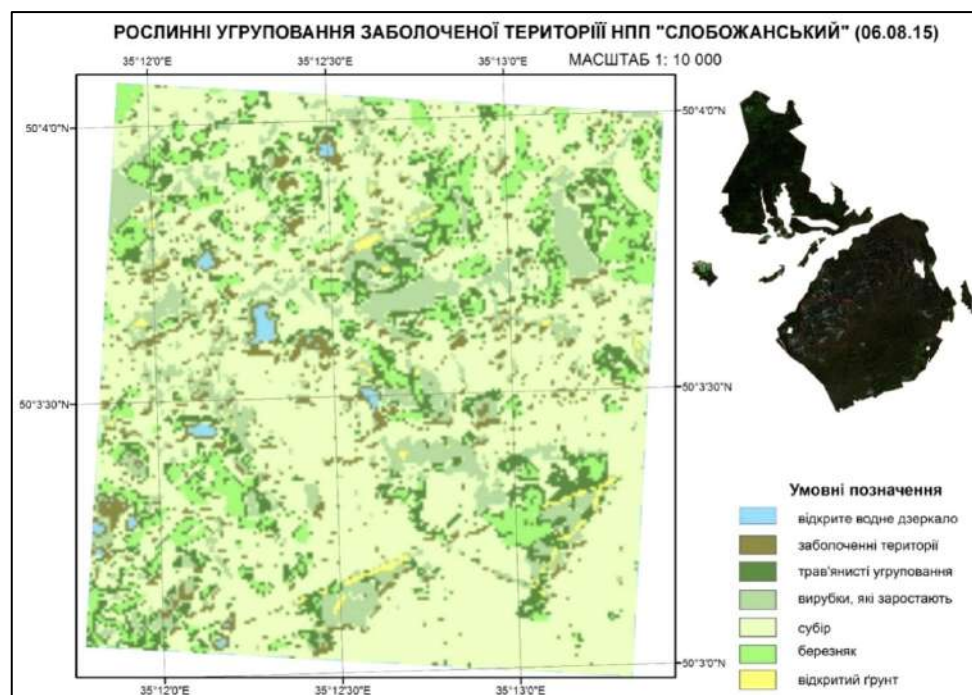 РОСЛИННІ УГРУПОВАННЯ ЗАБОЛОЧЕНОЇ ТЕРИТОРІЇЇ НПП "СЛОБОЖАНСЬКИЙ" (06.08.15)
МАСШТАБ 1: 10 000
35°12'0"E
35°12'30"E
35°13'0"E
50°4'0"N
50°4'0"N
50°3'30"N
50°3'30"N
50°3'0"N
35°12'0"E
35°12'30"E
35°13'0"E
Умовні позначення
відкрите водне дзеркало
заболоченні території
трав'янисті угруповання
вирубки, які заростають
субір
березняк
відкритий ґрунт